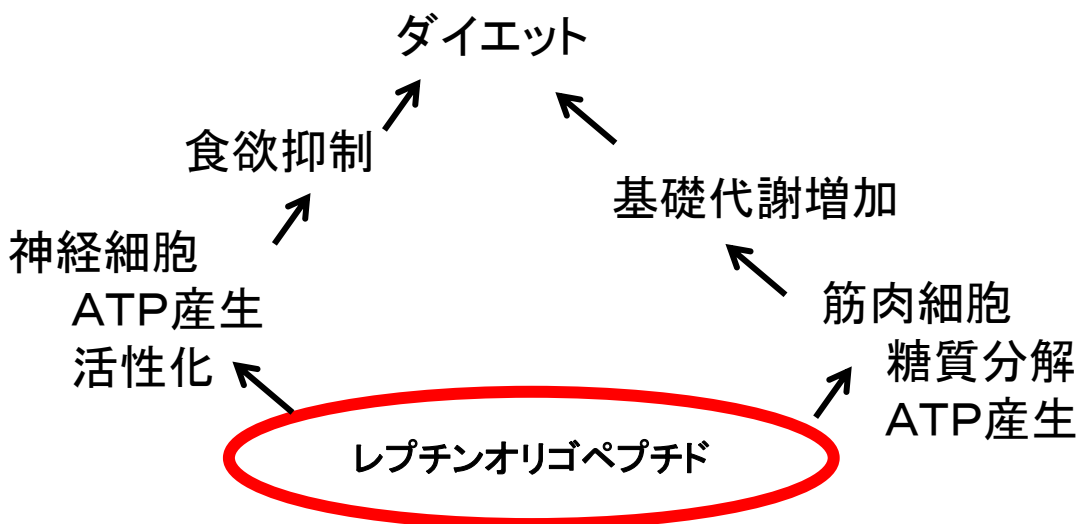 ダイエット
食欲抑制
基礎代謝増加
神経細胞
ATP産生
活性化
筋肉細胞
糖質分解
ATP産生
レプチンオリゴペプチド